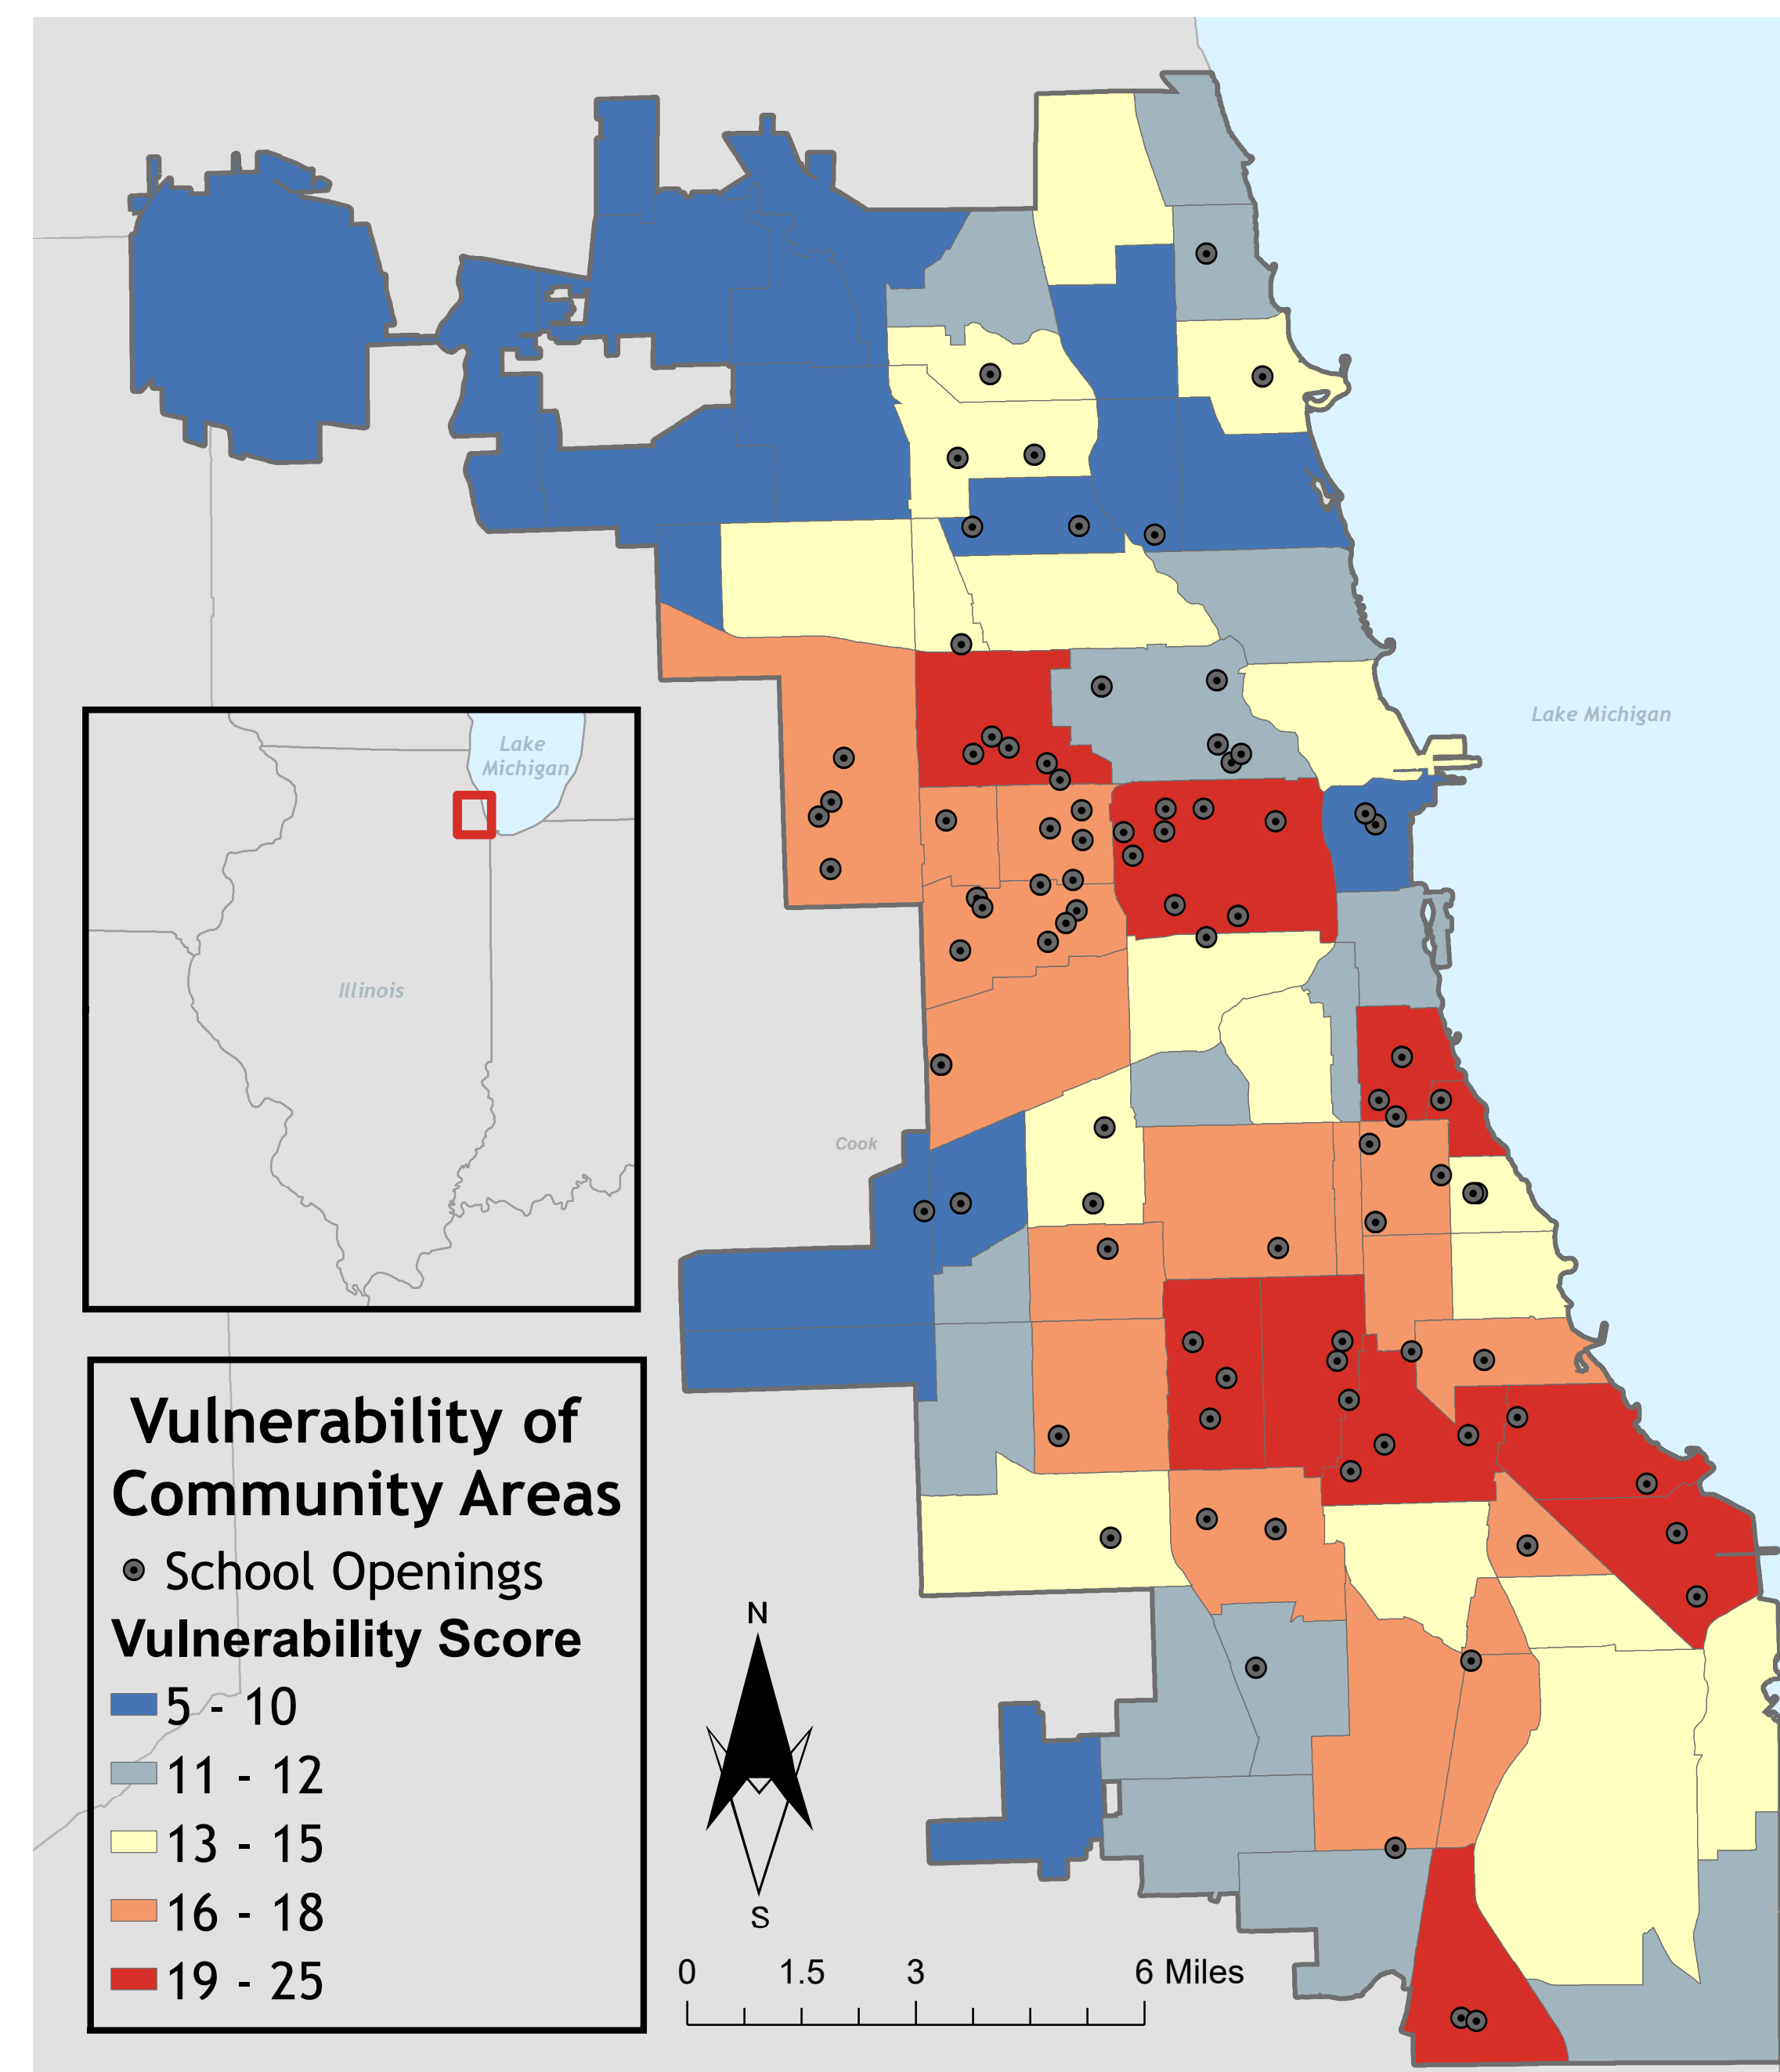 Lake Michigan
Lake
Michigan
Illinois
Cook
Vulnerability of
Community Areas
School Openings
Vulnerability Score
5 - 10
11 - 12
13 - 15
16 - 18
19 - 25
N
S
0 1.5 3 6 Miles